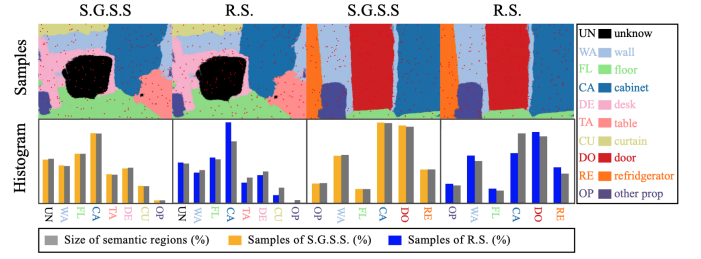 S.G.S.S R.S. S.G.S.S R.S.
Samples
UN unknow
WA wall
FL floor
CA cabinet
DE desk
TA table
CU curtain
DO door
RE refridgerator
OP other prop
Histogram
UN WA FL CA TA DE CU OP UN WA FL CA TA DE CU OP OP WA FL CA DO RE OP WA FL CA DO RE
Size of semantic regions (%) Samples of S.G.S.S. (%) Samples of R.S. (%)